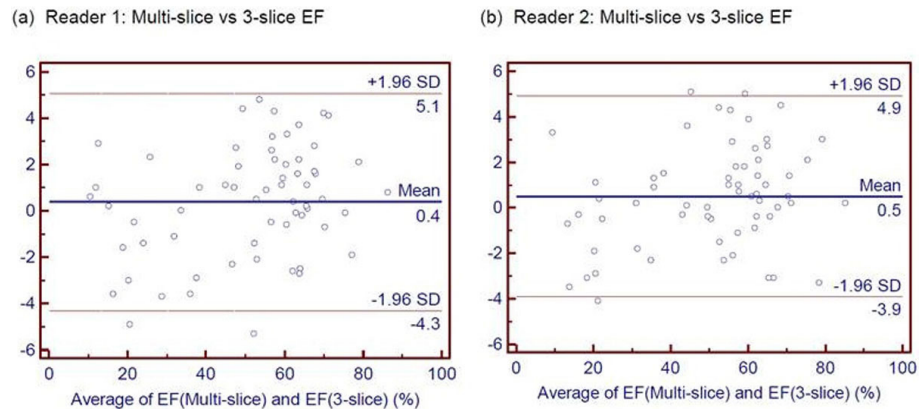 (a) Reader 1: Multi-slice vs 3-slice EF
6
4
2
0
-2
-4
-6
+1.96 SD
5.1
Mean
0.4
-1.96 SD
-4.3
0 20 40 60 80 100
Average of EF(Multi-slice) and EF(3-slice) (%)
(b) Reader 2: Multi-slice vs 3-slice EF
6
4
2
0
-2
-4
-6
+1.96 SD
4.9
Mean
0.5
-1.96 SD
-3.9
0 20 40 60 80 100
Average of EF(Multi-slice) and EF(3-slice) (%)